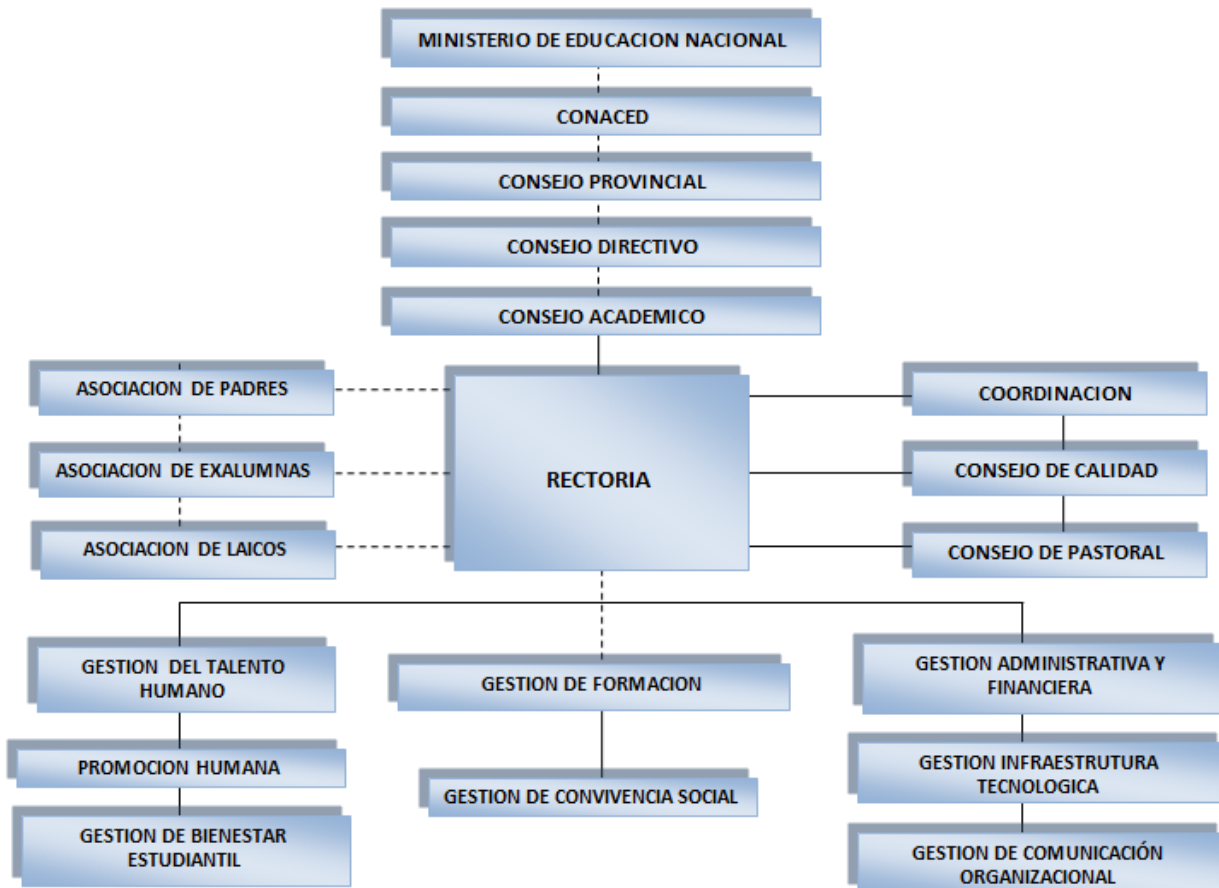 MINISTERIO DE EDUCACION NACIONAL
CONACED
CONSEJO PROVINCIAL
CONSEJO DIRECTIVO
CONSEJO ACADEMICO
ASOCIACION DE PADRES
ASOCIACION DE EXALUMNAS
ASOCIACION DE LAICOS
RECTORIA
COORDINACION
CONSEJO DE CALIDAD
CONSEJO DE PASTORAL
GESTION DEL TALENTO
HUMANO
PROMOCION HUMANA
GESTION DE BIENESTAR
ESTUDIANTIL
GESTION DE FORMACION
GESTION DE CONVIVENCIA SOCIAL
GESTION ADMINISTRATIVA Y
FINANCIERA
GESTION INFRAESTRUTURA
TECNOLOGICA
GESTION DE COMUNICACIÓN
ORGANIZACIONAL